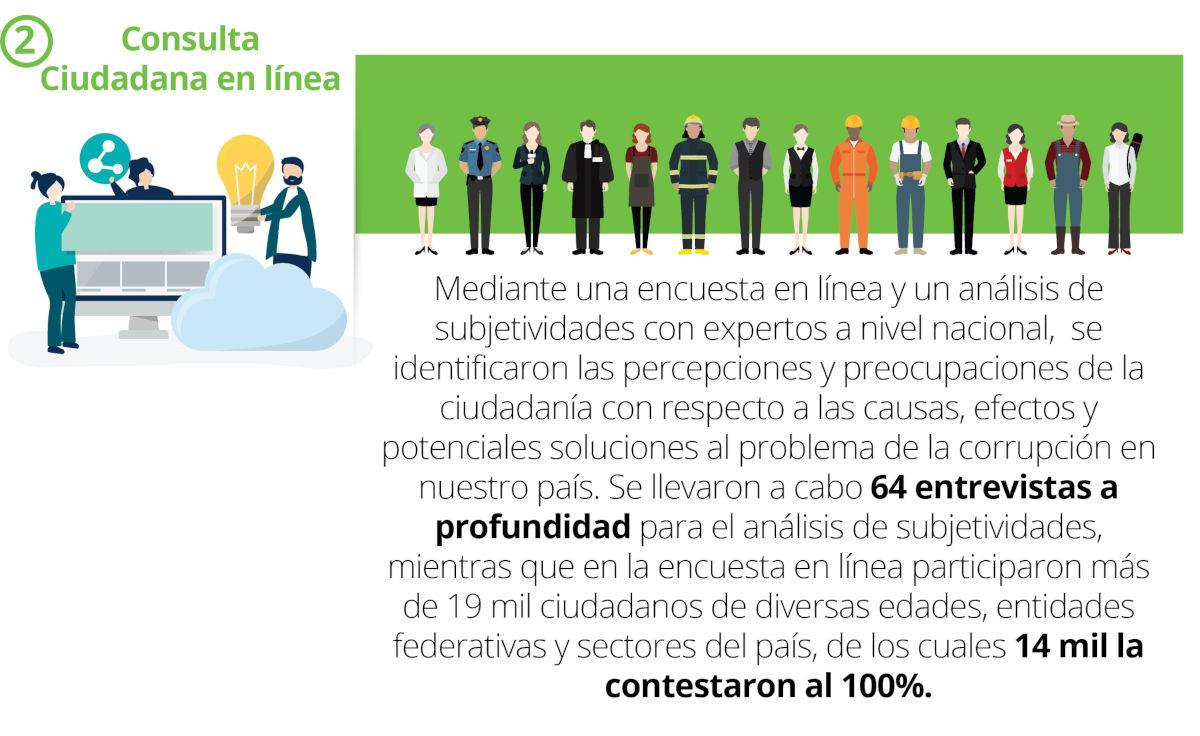 2
Consulta
Ciudadana en línea
Mediante una encuesta en línea y un análisis de
subjetividades con expertos a nivel nacional,  se
identificaron las percepciones y preocupaciones de la
ciudadanía con respecto a las causas, efectos y
potenciales soluciones al problema de la corrupción en
nuestro país. Se llevaron a cabo 64 entrevistas a
profundidad para el análisis de subjetividades,
mientras que en la encuesta en línea participaron más
de 19 mil ciudadanos de diversas edades, entidades
federativas y sectores del país, de los cuales 14 mil la
contestaron al 100%.